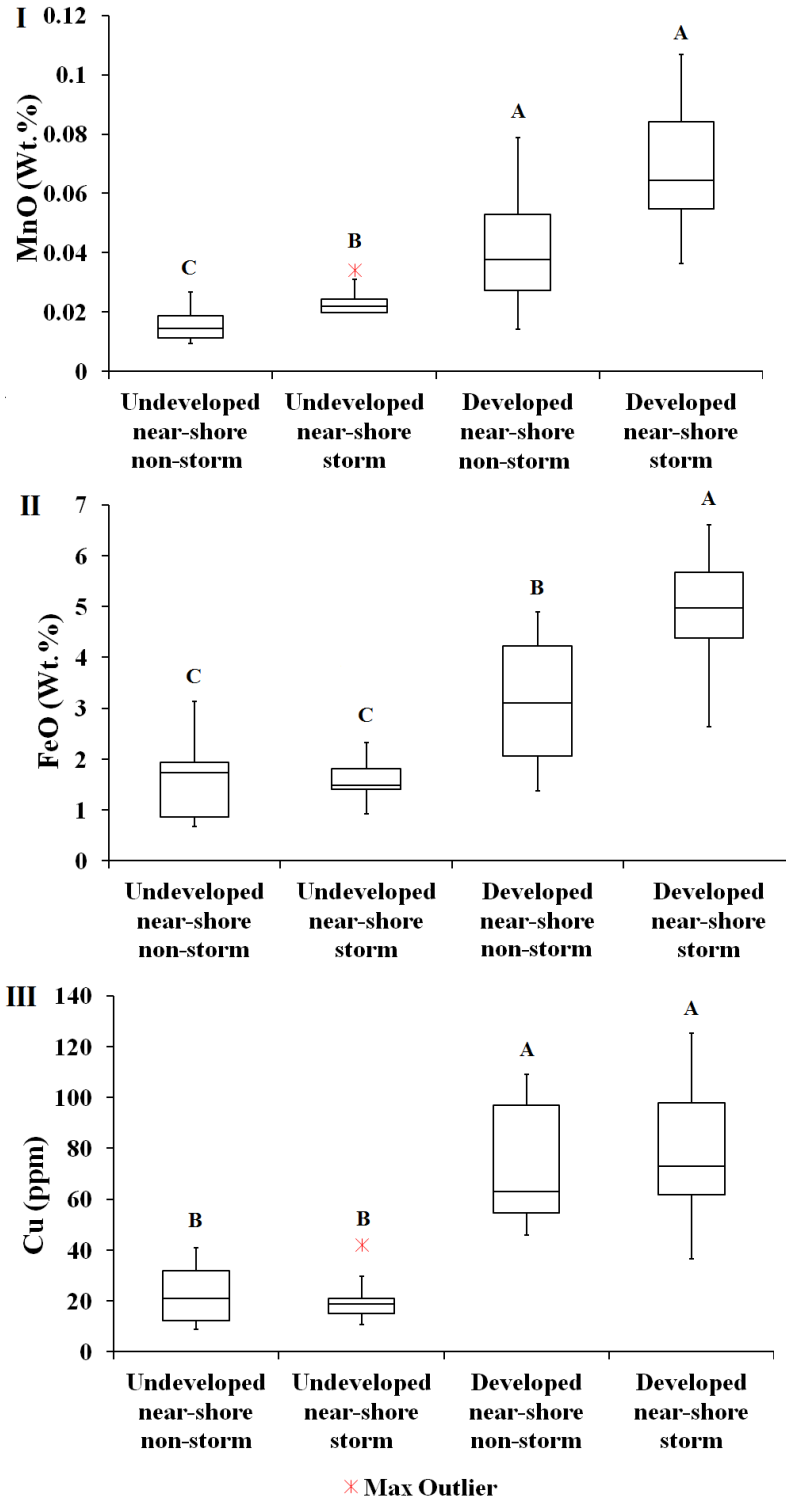 I
MnO (Wt.%)
0.12
0.1
0.08
0.06
0.04
0.02
0
C
B
A
A
Undeveloped near-shore non-storm
Undeveloped near-shore storm
Developed near-shore non-storm
Developed near-shore storm
II
FeO (Wt.%)
7
6
5
4
3
2
1
0
C
C
B
A
Undeveloped near-shore non-storm
Undeveloped near-shore storm
Developed near-shore non-storm
Developed near-shore storm
III
Cu (ppm)
140
120
100
80
60
40
20
0
B
B
A
A
Undeveloped near-shore non-storm
Undeveloped near-shore storm
Developed near-shore non-storm
Developed near-shore storm
Max Outlier